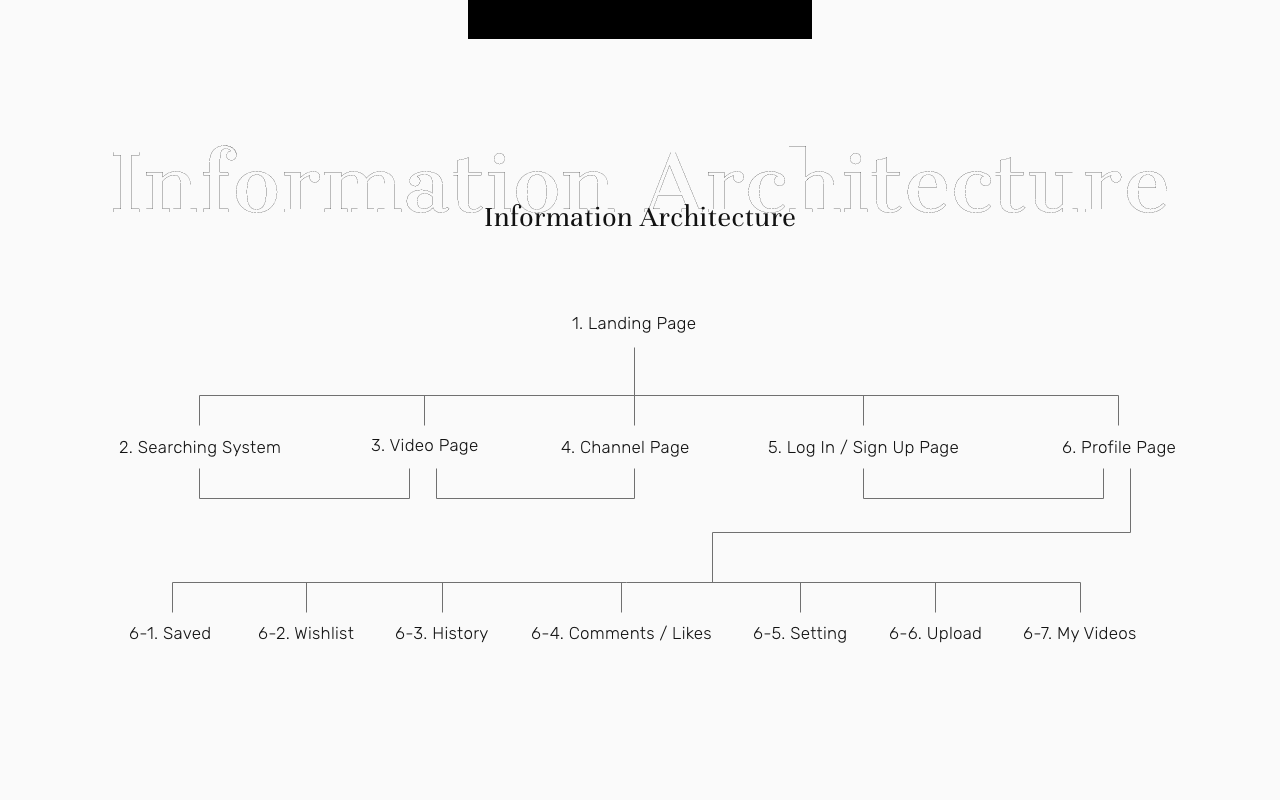 Information Architecture
Information Architecture
1. Landing Page
2. Searching System
3. Video Page
4. Channel Page
5. Log In / Sign Up Page
6. Profile Page
6-1. Saved
6-2. Wishlist
6-3. History
6-4. Comments / Likes
6-5. Setting
6-6. Upload
6-7. My Videos